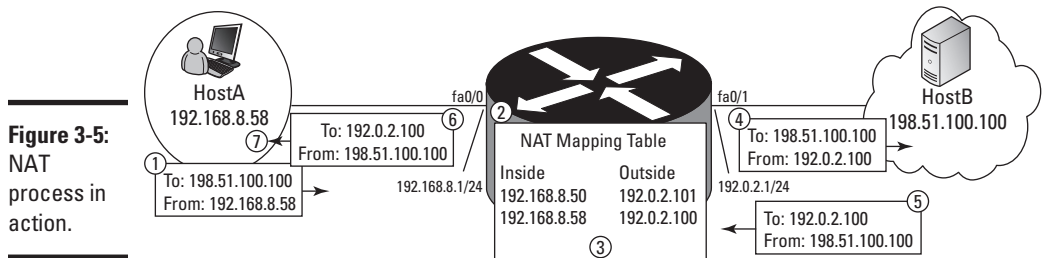 Figure 3-5:
NAT
process in
action.
HostA
192.168.8.58
7
6
To: 192.0.2.100
From: 198.51.100.100
1
To: 198.51.100.100
From: 192.168.8.58
fa0/0
192.168.8.1/24
2
NAT Mapping Table
Inside Outside
192.168.8.50 192.0.2.101
192.168.8.58 192.0.2.100
3
fa0/1
192.0.2.1/24
4
To: 198.51.100.100
From: 192.0.2.100
HostB
198.51.100.100
5
To: 192.0.2.100
From: 198.51.100.100